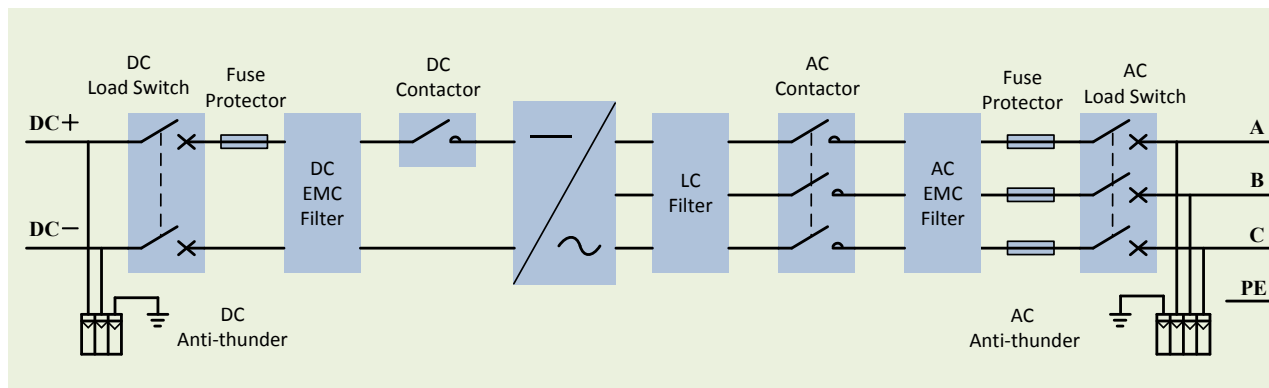 DC
Load Switch
Fuse
Protector
DC
Contactor
AC
Contactor
Fuse
Protector
AC
Load Switch
DC+
A
DC
EMC
Filter
LC
Filter
AC
EMC
Filter
B
DC−
C
PE
DC
Anti-thunder
AC
Anti-thunder